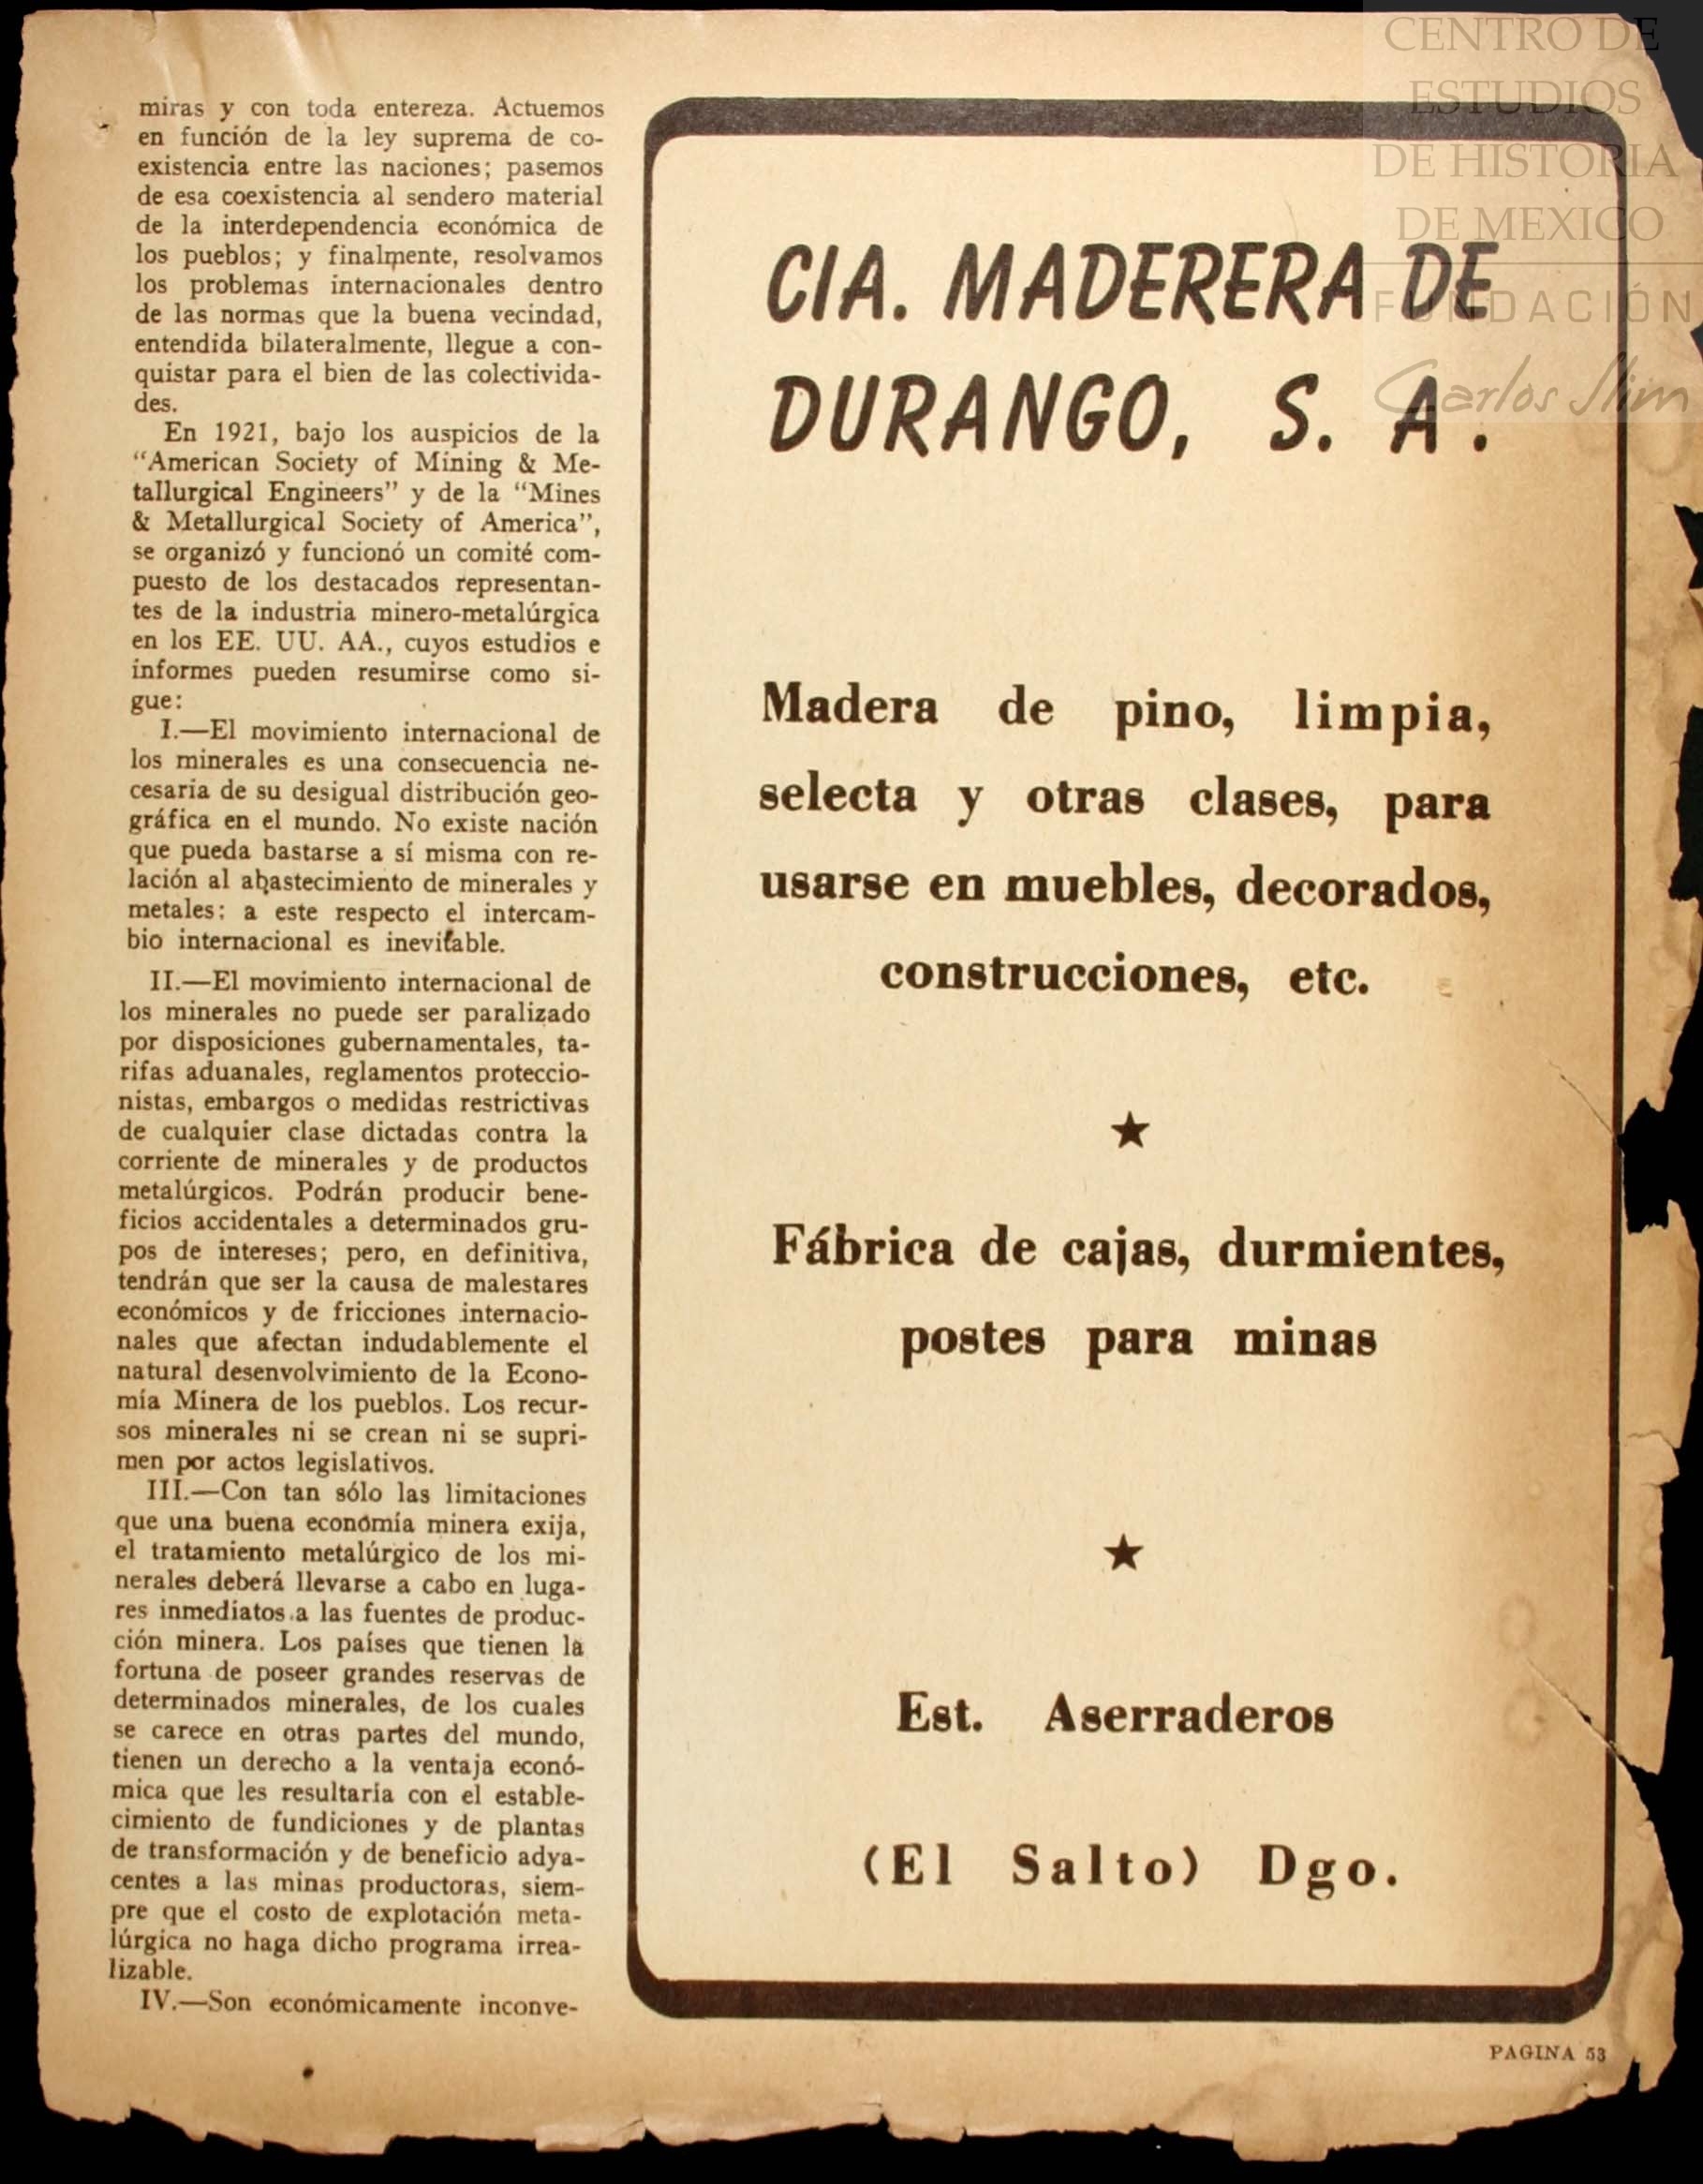 miras y con toda entereza. Actuemos
en función de la ley suprema de co-
existencia entre las naciones; pasemos
de esa coexistencia al sendero material
de la interdependencia económica de
los pueblos; y finalmente, resolvamos
los problemas internacionales dentro
de las normas que la buena vecindad,
entendida bilateralmente, llegue a con-
quistar para el bien de las colectivida-
des.
En 1921, bajo los auspicios de la
“American Society of Mining & Me-
tallurgical Engineers” y de la “Mines
& Metallurgical Society of America”,
se organizó y funcionó un comité com-
puesto de los destacados representan-
tes de la industria minero-metalúrgica
en los EE. UU. AA., cuyos estudios e
informes pueden resumirse como si-
gue:
I.—El movimiento internacional de
los minerales es una consecuencia ne-
cesaria de su desigual distribución geo-
gráfica en el mundo. No existe nación
que pueda bastarse a sí misma con re-
lación al abastecimiento de minerales y
metales: a este respecto el intercam-
bio internacional es inevitable.
II.—El movimiento internacional de
los minerales no puede ser paralizado
por disposiciones gubernamentales, ta-
rifas aduanales, reglamentos proteccio-
nistas, embargos o medidas restrictivas
de cualquier clase dictadas contra la
corriente de minerales y de productos
metalúrgicos. Podrán producir bene-
ficios accidentales a determinados gru-
pos de intereses; pero, en definitiva,
tendrán que ser la causa de malestares
económicos y de fricciones internacio-
nales que afectan indudablemente el
natural desenvolvimiento de la Econo-
mía Minera de los pueblos. Los recur-
sos minerales ni se crean ni se supri-
men por actos legislativos.
III.—Con tan sólo las limitaciones
que una buena economía minera exija,
el tratamiento metalúrgico de los mi-
nerales deberá llevarse a cabo en luga-
res inmediatos a las fuentes de produc-
ción minera. Los países que tienen la
fortuna de poseer grandes reservas de
determinados minerales, de los cuales
se carece en otras partes del mundo,
tienen un derecho a la ventaja econó-
mica que les resultaría con el estable-
cimiento de fundiciones y de plantas
de transformación y de beneficio adya-
centes a las minas productoras, siem-
pre que el costo de explotación meta-
lúrgica no haga dicho programa irrea-
lizable.
IV.—Son económicamente inconve-
CIA. MADERERA DE
DURANGO, S. A.
Madera de pino, limpia,
selecta y otras clases, para
usarse en muebles, decorados,
construcciones, etc.
Fábrica de cajas, durmientes,
postes para minas
Est. Aserraderos
(El Salto) Dgo.
PAGINA 53
CENTRO DE
ESTUDIOS
DE HISTORIA
DE MEXICO
FUNDACIÓN
Carlos Slim